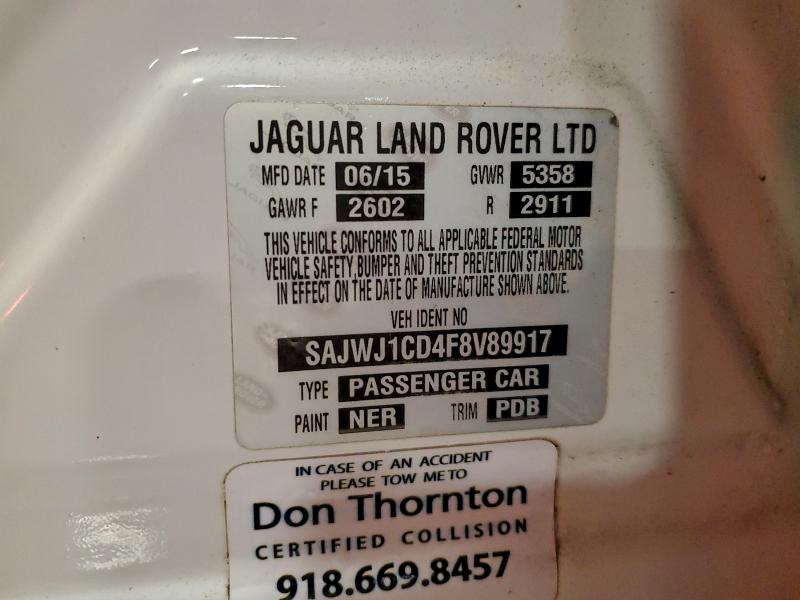 JAGUAR LAND ROVER LTD
MFD DATE 06/15 GVWR 5358
GAWR F 2602 R 2911
THIS VEHICLE CONFORMS TO ALL APPLICABLE FEDERAL MOTOR
VEHICLE SAFETY,BUMPER AND THEFT PREVENTION STANDARDS
IN EFFECT ON THE DATE OF MANUFACTURE SHOWN ABOVE.
VEH IDENT NO
SAJWJ1CD4F8V89917
TYPE PASSENGER CAR
PAINT NER TRIM PDB
IN CASE OF AN ACCIDENT
PLEASE TOW ME TO
Don Thornton
CERTIFIED COLLISION
918.669.8457